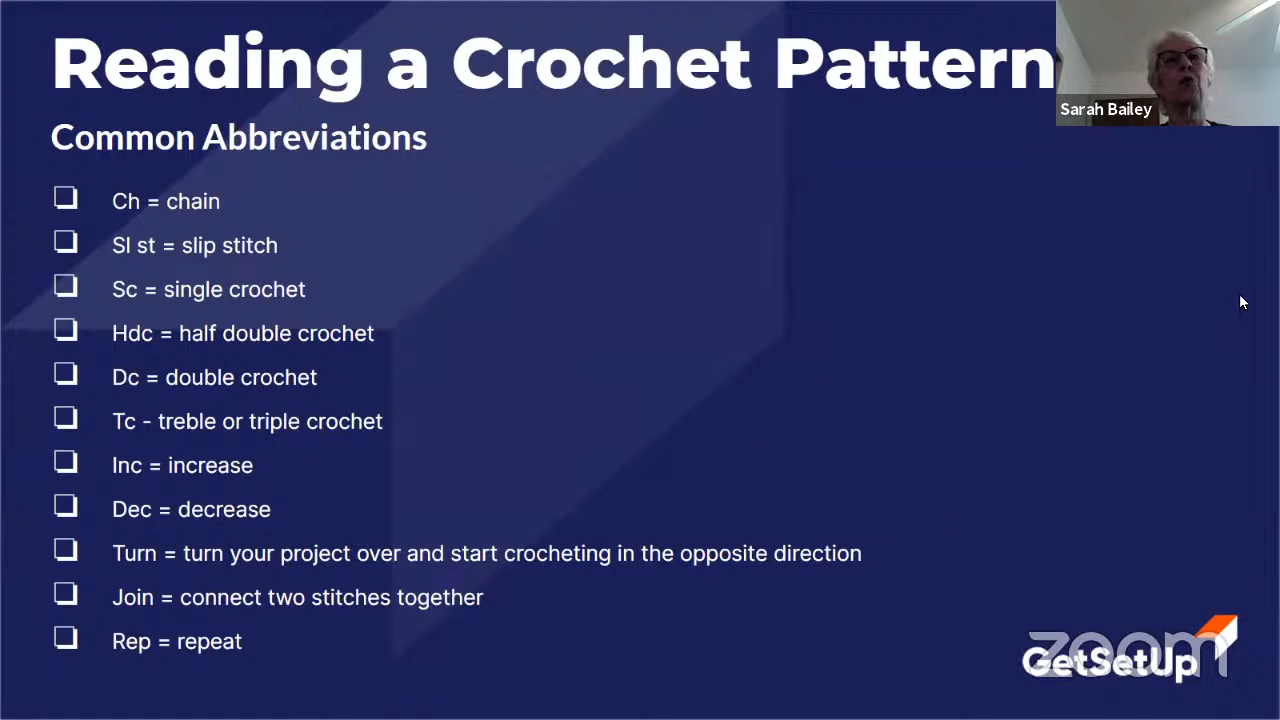 Reading a Crochet Pattern
Sarah Bailey
Common Abbreviations
Ch = chain
Sl st = slip stitch
Sc = single crochet
Hdc = half double crochet
Dc = double crochet
Tc - treble or triple crochet
Inc = increase
Dec = decrease
Turn = turn your project over and start crocheting in the opposite direction
Join = connect two stitches together
Rep = repeat
zoom
GetSetUp